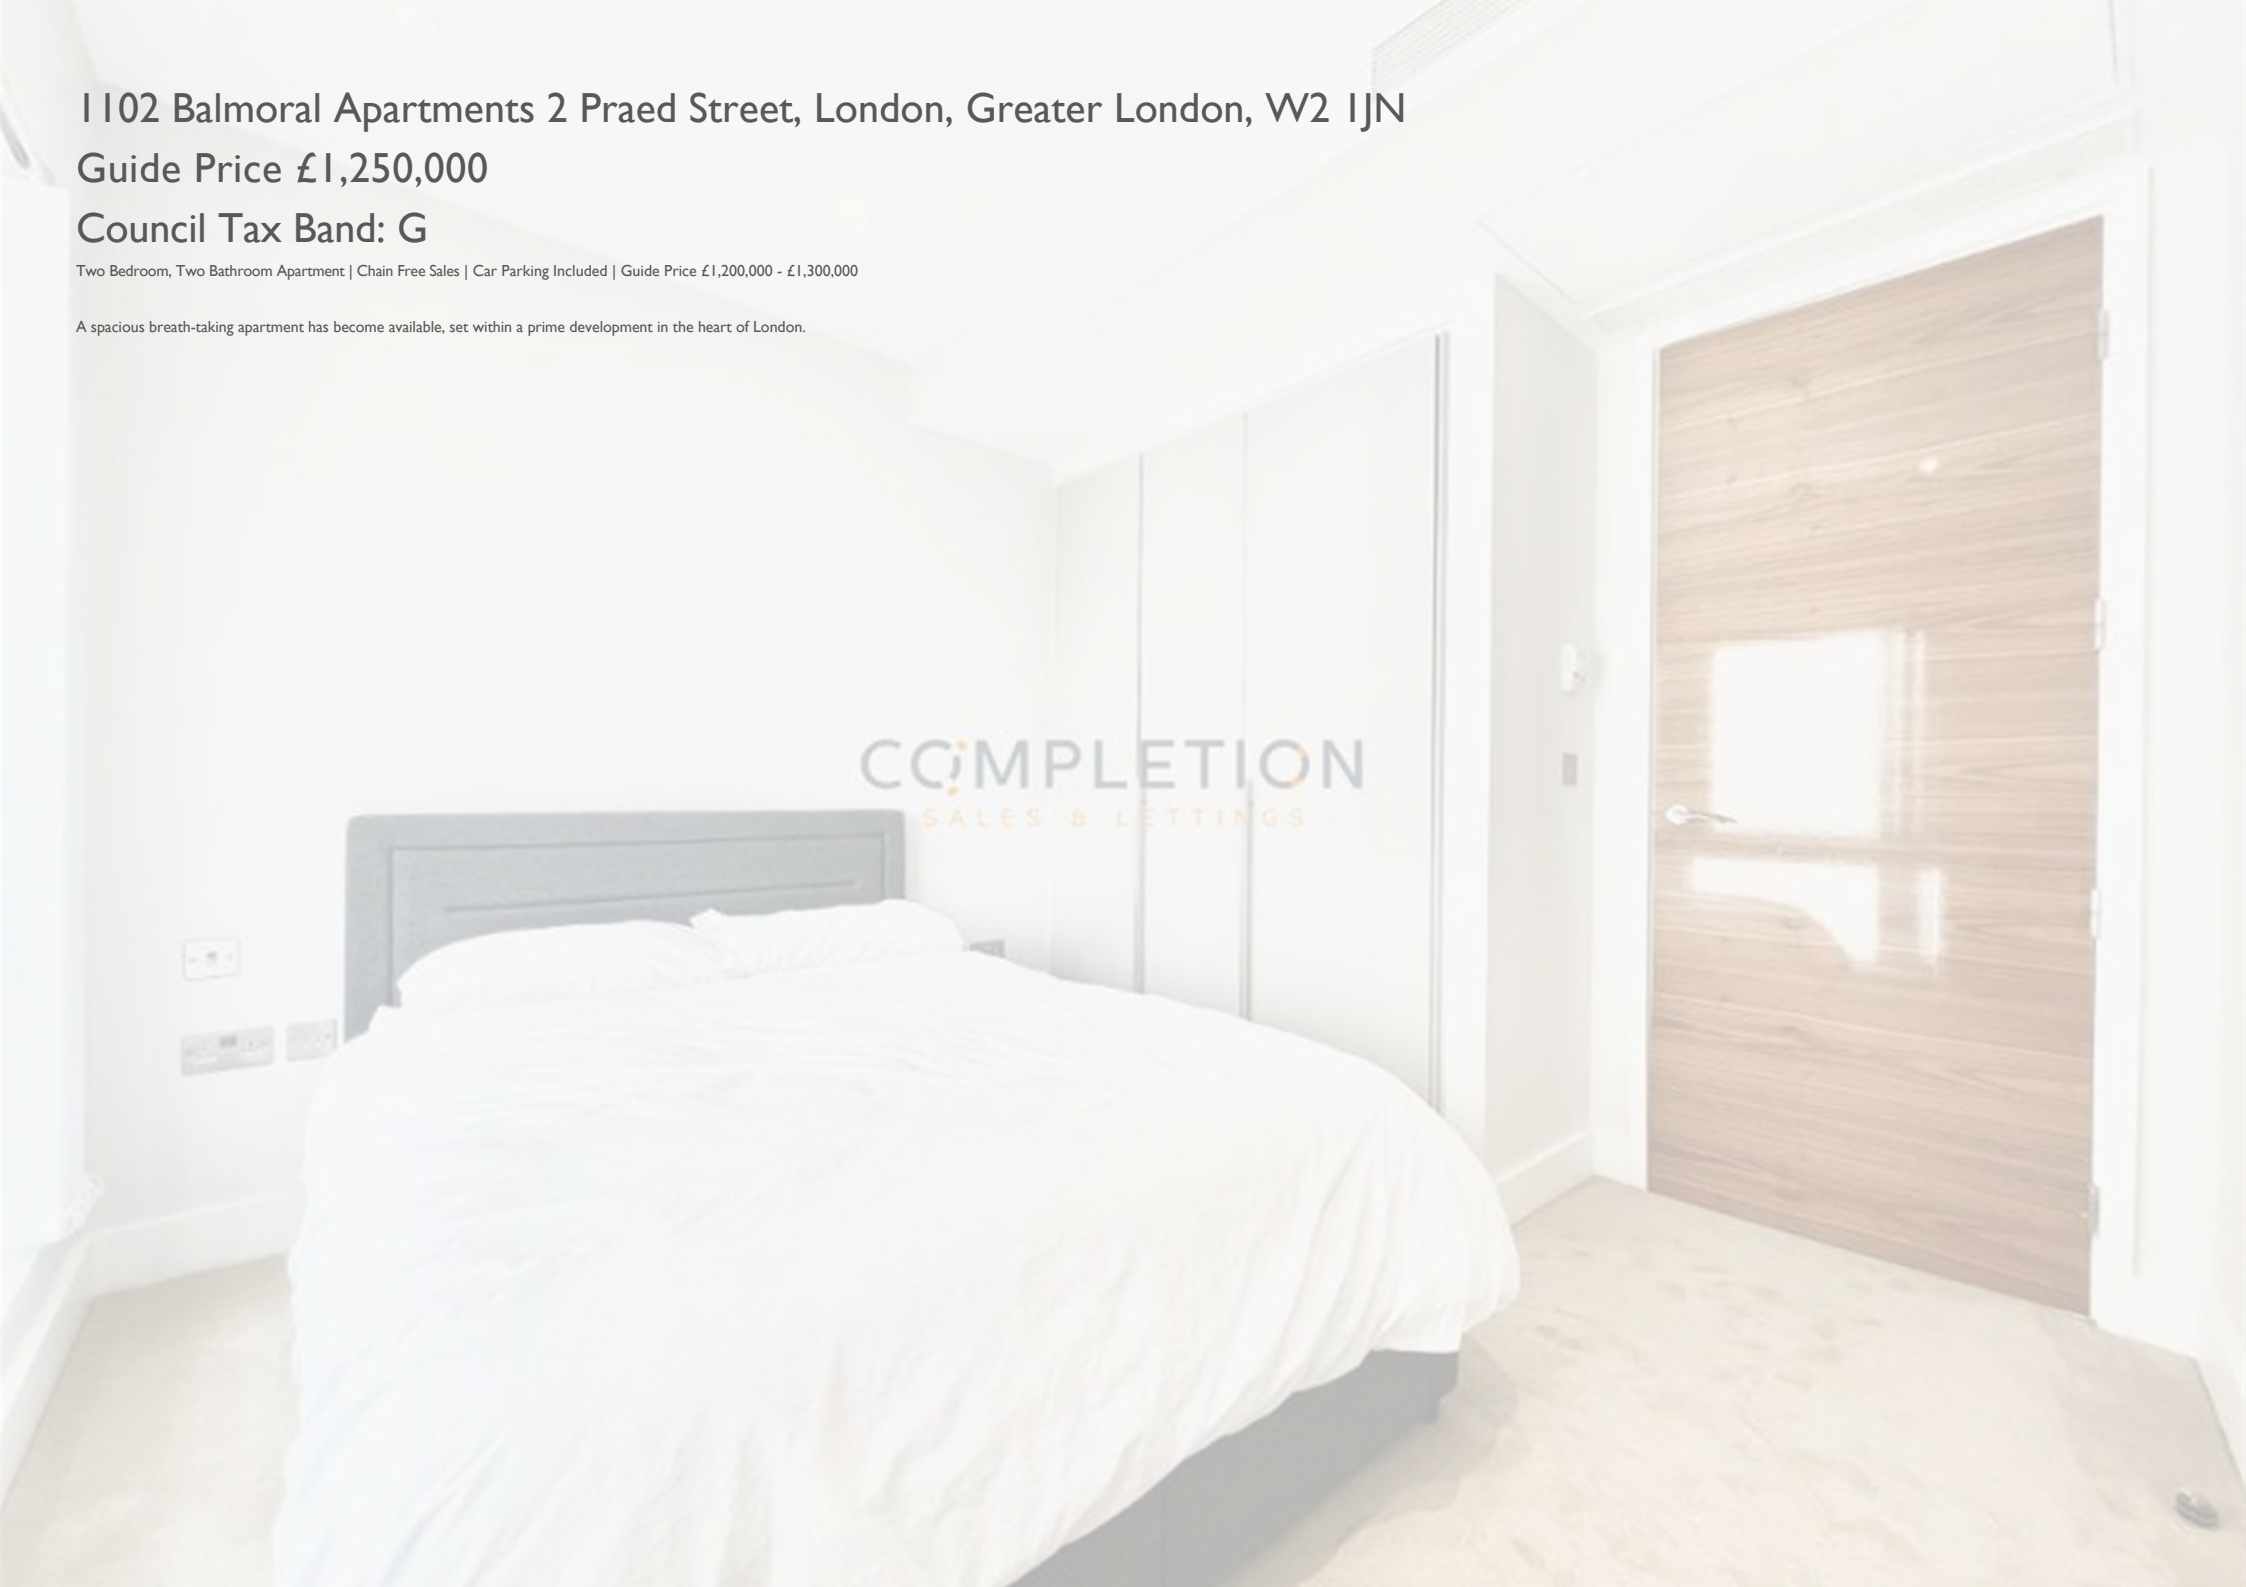 1102 Balmoral Apartments 2 Praed Street, London, Greater London, W2 1JN
Guide Price £1,250,000
Council Tax Band: G
Two Bedroom, Two Bathroom Apartment | Chain Free Sales | Car Parking Included | Guide Price £1,200,000 - £1,300,000
A spacious breath-taking apartment has become available, set within a prime development in the heart of London.
COMPLETION
SALES & LETTINGS